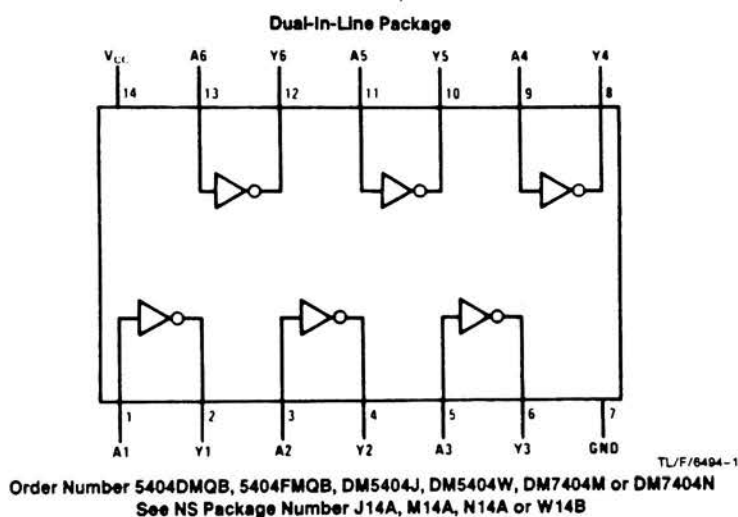 Dual-In-Line Package
VCC A6 Y6 A5 Y5 A4 Y4
14 13 12 11 10 9 8
1 2 3 4 5 6 7
A1 Y1 A2 Y2 A3 Y3 GND
TL/F/6494-1
Order Number 5404DMQB, 5404FMQB, DM5404J, DM5404W, DM7404M or DM7404N
See NS Package Number J14A, M14A, N14A or W14B